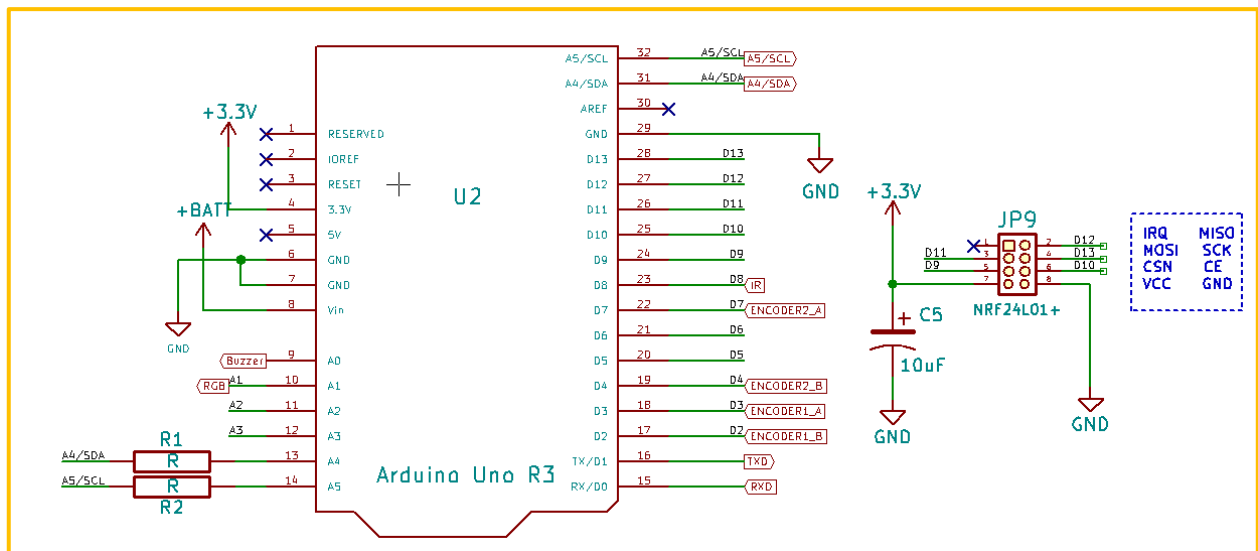 +3.3V
+BATT
GND
1 RESERVED
2 IOREF
3 RESET
4 3.3V
5 5V
6 GND
7 GND
8 Vin
Buzzer 9 A0
RGB A1 10 A1
A2 11 A2
A3 12 A3
R1
A4/SDA R 13 A4
A5/SCL R 14 A5
R2
U2
Arduino Uno R3
A5/SCL 32 A5/SCL A5/SCL
A4/SDA 31 A4/SDA A4/SDA
AREF 30
GND 29
GND
D13 28 D13
D12 27 D12
D11 26 D11
D10 25 D10
D9 24 D9
D8 23 D8 IR
D7 22 D7 ENCODER2_A
D6 21 D6
D5 20 D5
D4 19 D4 ENCODER2_B
D3 18 D3 ENCODER1_A
D2 17 D2 ENCODER1_B
TX/D1 16 TXD
RX/D0 15 RXD
+3.3V
C5
+
10uF
GND
JP9
1 2 D12
D11 3 4 D13
D9 5 6 D10
7 8
NRF24L01+
GND
IRQ MISO
MOSI SCK
CSN CE
VCC GND